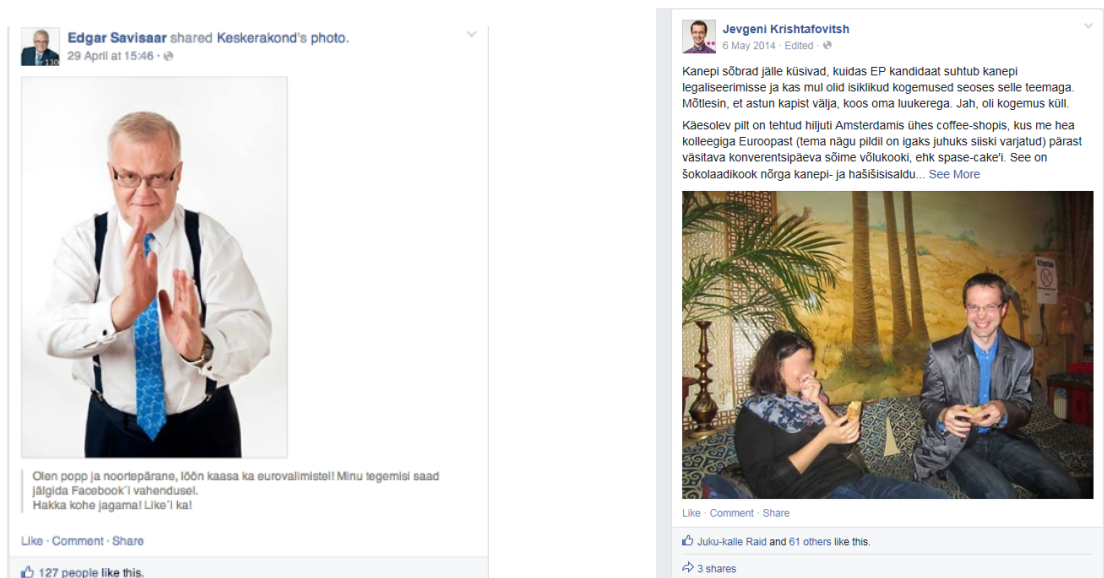 Edgar Savisaar shared Keskerakond's photo.
29 April at 15:46
Olen popp ja noortepärane, löön kaasa ka eurovalimistel! Minu tegemisi saad
jälgida Facebook´i vahendusel.
Hakka kohe jagama! Like´i ka!
Like · Comment · Share
127 people like this.
Jevgeni Krishtafovitsh
6 May 2014 · Edited ·
Kanepi sõbrad jälle küsivad, kuidas EP kandidaat suhtub kanepi
legaliseerimisse ja kas mul olid isiklikud kogemused seoses selle teemaga.
Mõtlesin, et astun kapist välja, koos oma luukerega. Jah, oli kogemus küll.
Käesolev pilt on tehtud hiljuti Amsterdamis ühes coffee-shopis, kus me hea
kolleegiga Euroopast (tema nägu pildil on igaks juhuks siiski varjatud) pärast
väsitava konverentsipäeva sõime võlukooki, ehk spase-cake'i. See on
šokolaadikook nõrga kanepi- ja hašišisisaldu... See More
Like · Comment · Share
Juku-kalle Raid and 61 others like this.
3 shares